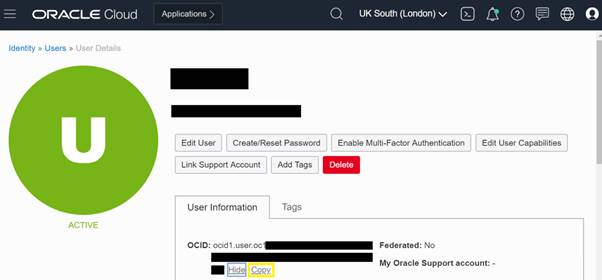 ORACLE Cloud Applications > UK South (London)
Identity » Users » User Details
U
ACTIVE
Edit User Create/Reset Password Enable Multi-Factor Authentication Edit User Capabilities
Link Support Account Add Tags Delete
User Information Tags
OCID: ocid1.user.oc1 Federated: No
My Oracle Support account: -
Hide Copy